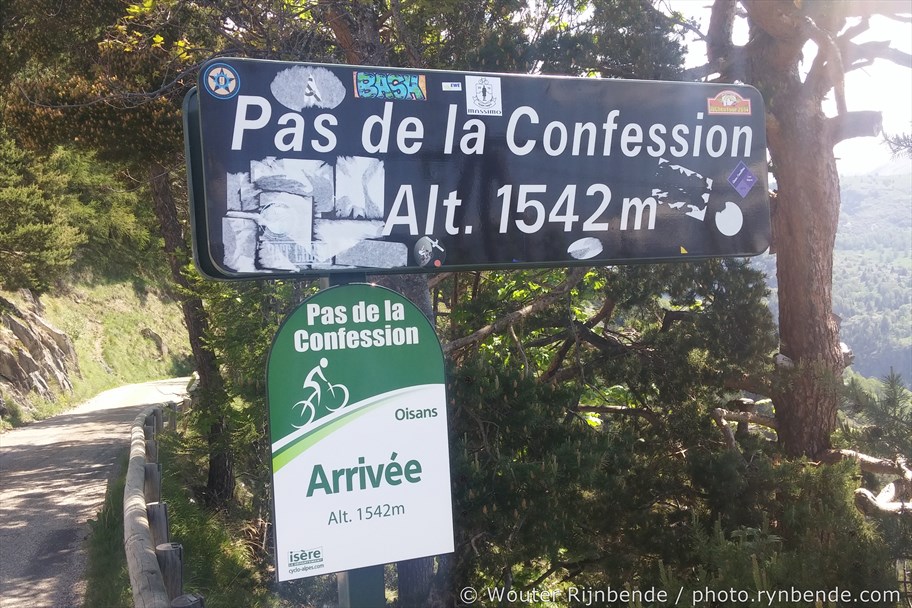 BASH
MASSIMO
Pas de la Confession
Alt. 1542m
Pas de la
Confession
Oisans
Arrivée
Alt. 1542m
isère
cyclo-alpes.com
© Wouter Rijnbende / photo.rynbende.com